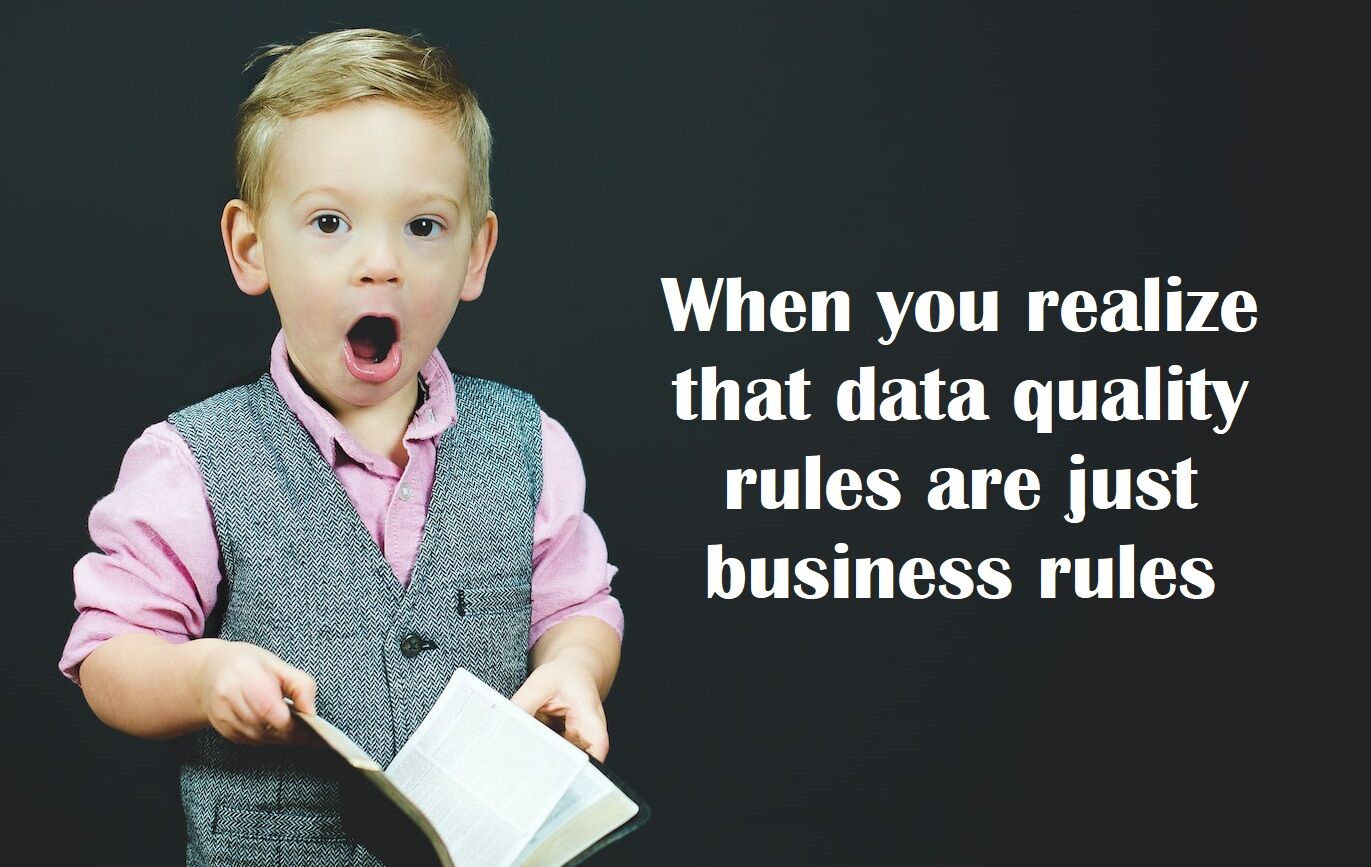 When you realize
that data quality
rules are just
business rules